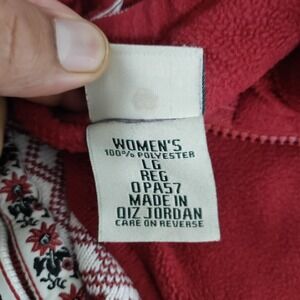 WOMEN'S
100% POLYESTER
LG
REG
OPA57
MADE IN
QIZ JORDAN
CARE ON REVERSE